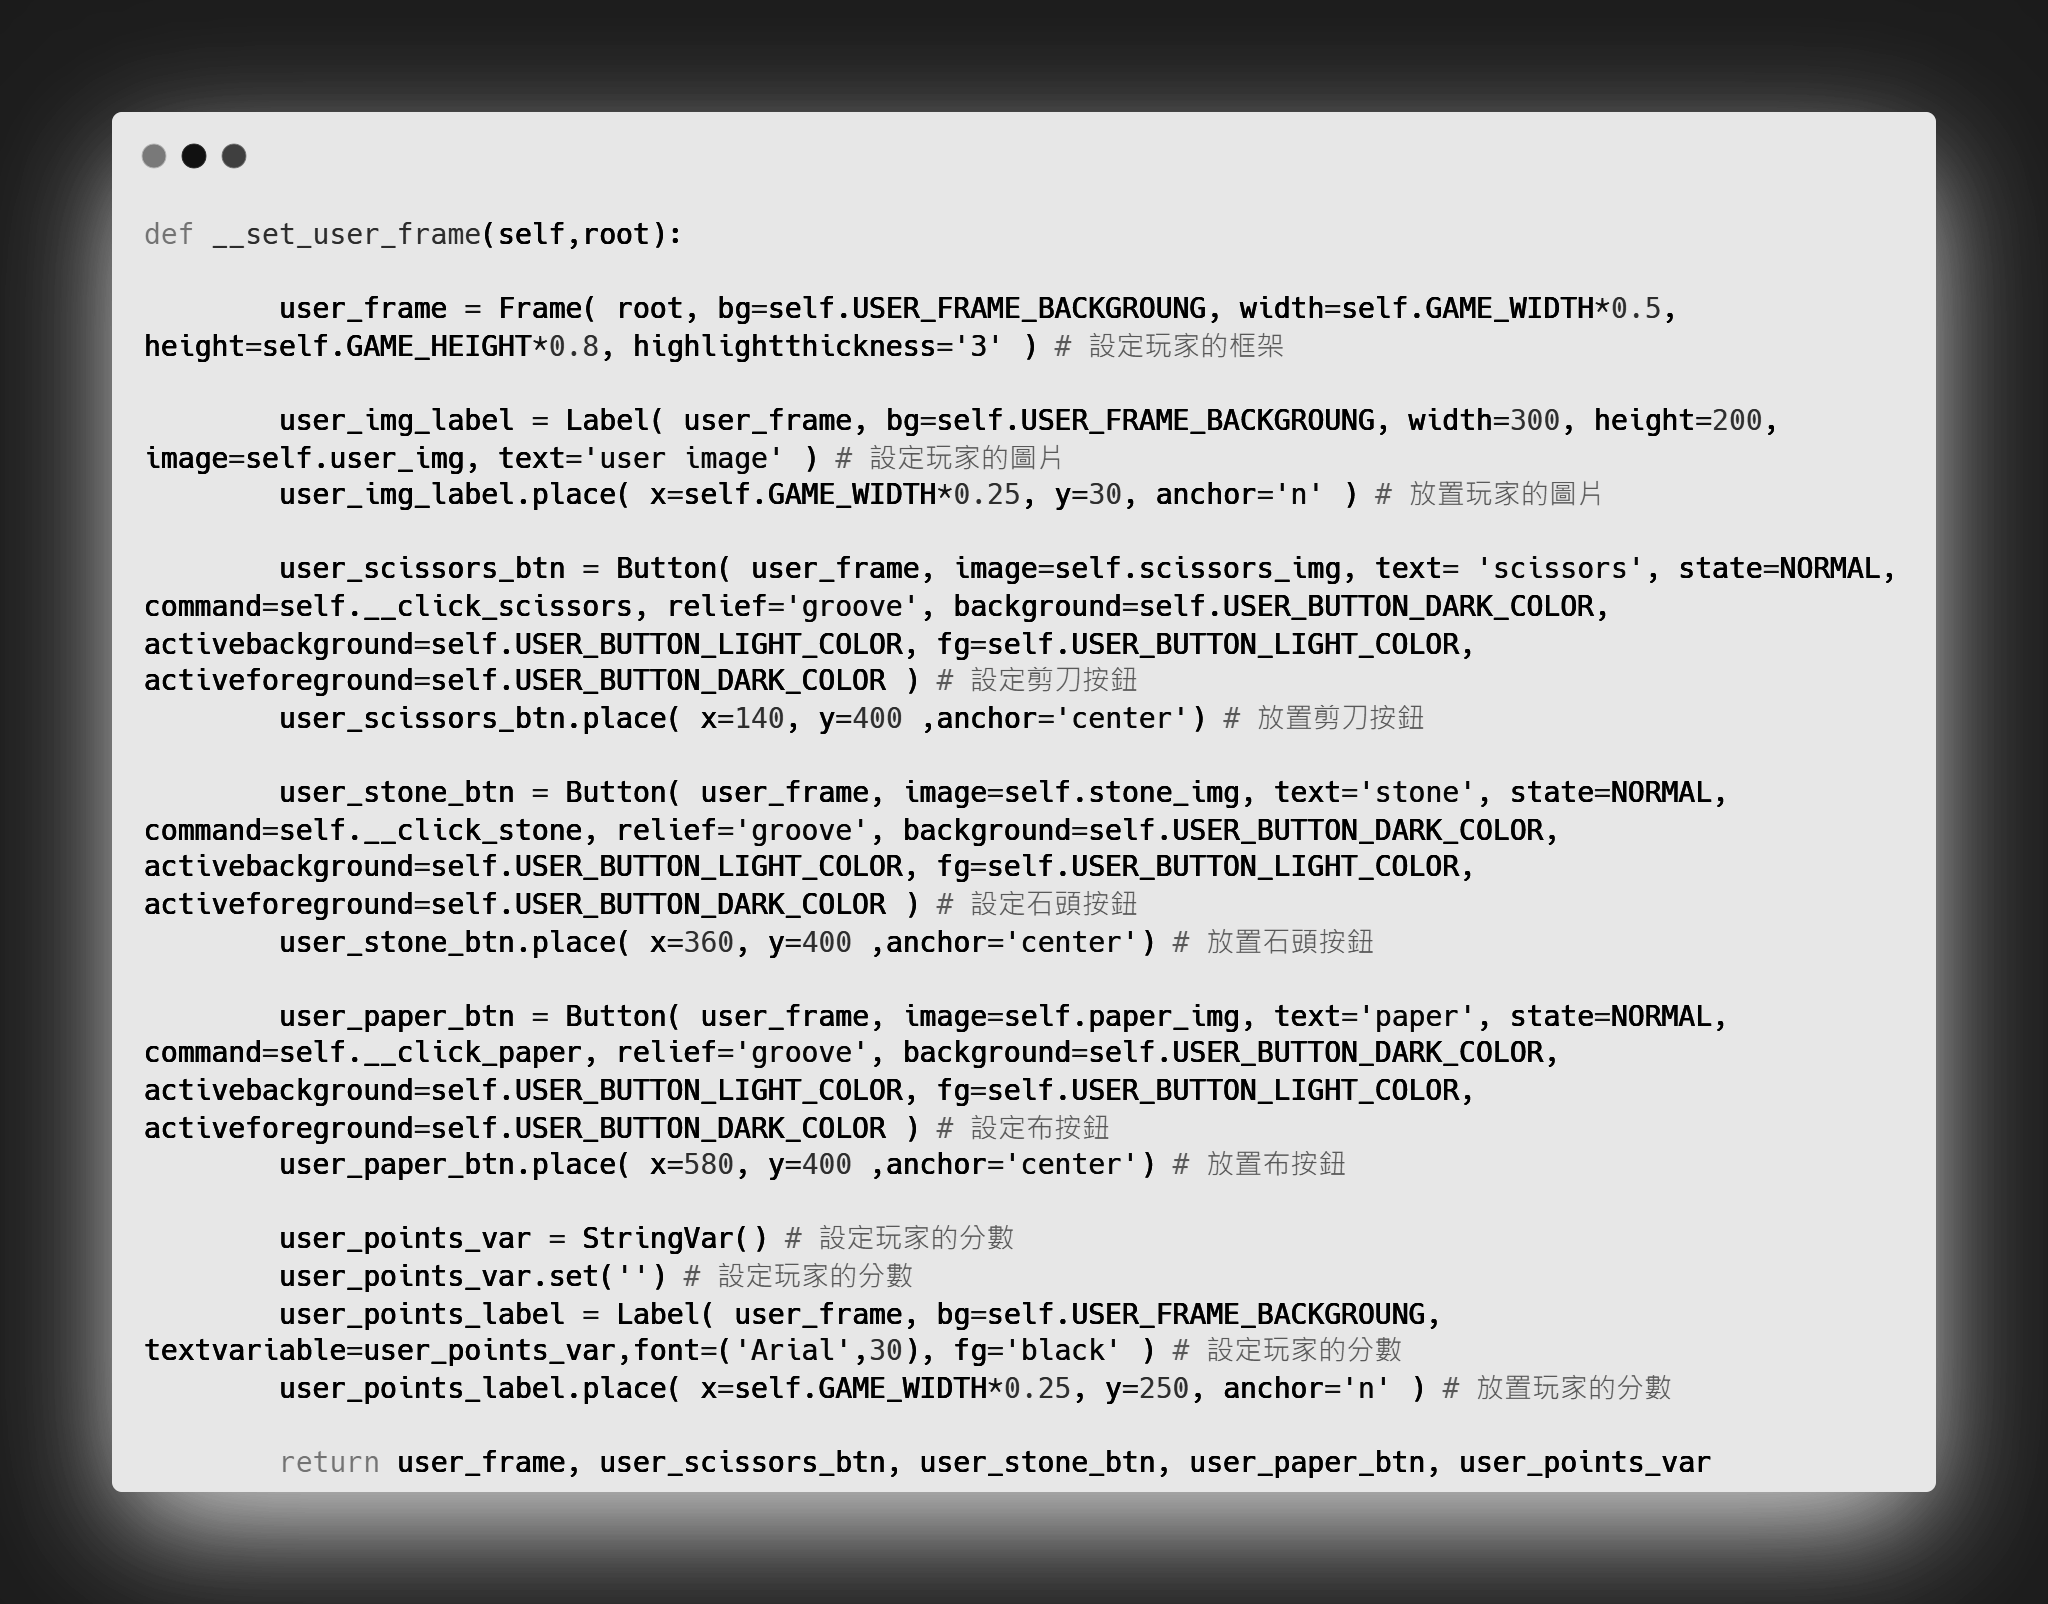 def __set_user_frame(self,root):
user_frame = Frame( root, bg=self.USER_FRAME_BACKGROUNG, width=self.GAME_WIDTH*0.5,
height=self.GAME_HEIGHT*0.8, highlightthickness='3' ) # 設定玩家的框架
user_img_label = Label( user_frame, bg=self.USER_FRAME_BACKGROUNG, width=300, height=200,
image=self.user_img, text='user image' ) # 設定玩家的圖片
user_img_label.place( x=self.GAME_WIDTH*0.25, y=30, anchor='n' ) # 放置玩家的圖片
user_scissors_btn = Button( user_frame, image=self.scissors_img, text= 'scissors', state=NORMAL,
command=self.__click_scissors, relief='groove', background=self.USER_BUTTON_DARK_COLOR,
activebackground=self.USER_BUTTON_LIGHT_COLOR, fg=self.USER_BUTTON_LIGHT_COLOR,
activeforeground=self.USER_BUTTON_DARK_COLOR ) # 設定剪刀按鈕
user_scissors_btn.place( x=140, y=400 ,anchor='center') # 放置剪刀按鈕
user_stone_btn = Button( user_frame, image=self.stone_img, text='stone', state=NORMAL,
command=self.__click_stone, relief='groove', background=self.USER_BUTTON_DARK_COLOR,
activebackground=self.USER_BUTTON_LIGHT_COLOR, fg=self.USER_BUTTON_LIGHT_COLOR,
activeforeground=self.USER_BUTTON_DARK_COLOR ) # 設定石頭按鈕
user_stone_btn.place( x=360, y=400 ,anchor='center') # 放置石頭按鈕
user_paper_btn = Button( user_frame, image=self.paper_img, text='paper', state=NORMAL,
command=self.__click_paper, relief='groove', background=self.USER_BUTTON_DARK_COLOR,
activebackground=self.USER_BUTTON_LIGHT_COLOR, fg=self.USER_BUTTON_LIGHT_COLOR,
activeforeground=self.USER_BUTTON_DARK_COLOR ) # 設定布按鈕
user_paper_btn.place( x=580, y=400 ,anchor='center') # 放置布按鈕
user_points_var = StringVar() # 設定玩家的分數
user_points_var.set('') # 設定玩家的分數
user_points_label = Label( user_frame, bg=self.USER_FRAME_BACKGROUNG,
textvariable=user_points_var,font=('Arial',30), fg='black' ) # 設定玩家的分數
user_points_label.place( x=self.GAME_WIDTH*0.25, y=250, anchor='n' ) # 放置玩家的分數
return user_frame, user_scissors_btn, user_stone_btn, user_paper_btn, user_points_var